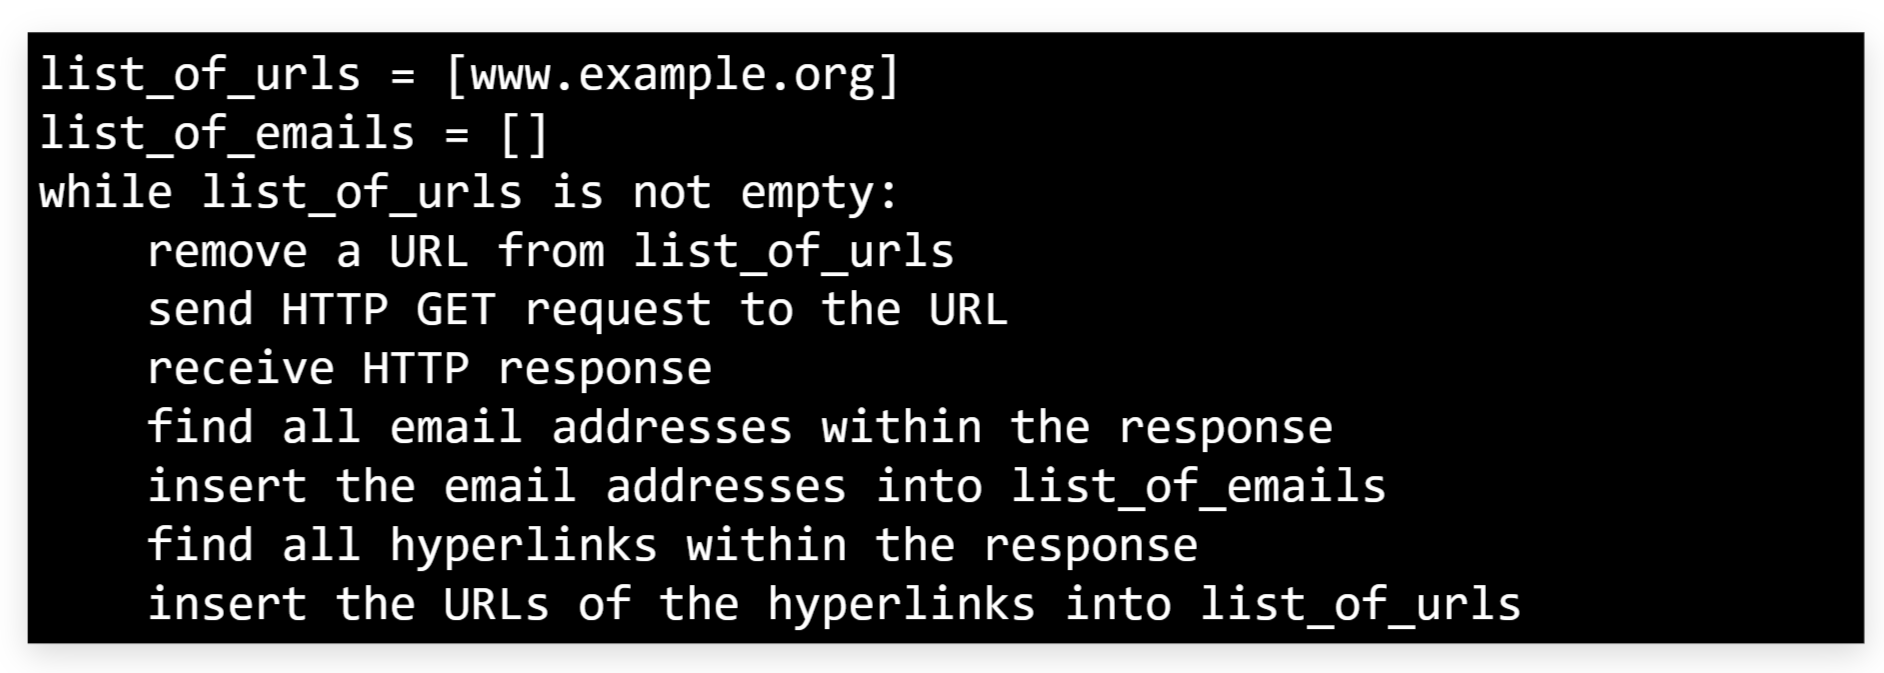 list_of_urls = [www.example.org]
list_of_emails = []
while list_of_urls is not empty:
    remove a URL from list_of_urls
    send HTTP GET request to the URL
    receive HTTP response
    find all email addresses within the response
    insert the email addresses into list_of_emails
    find all hyperlinks within the response
    insert the URLs of the hyperlinks into list_of_urls